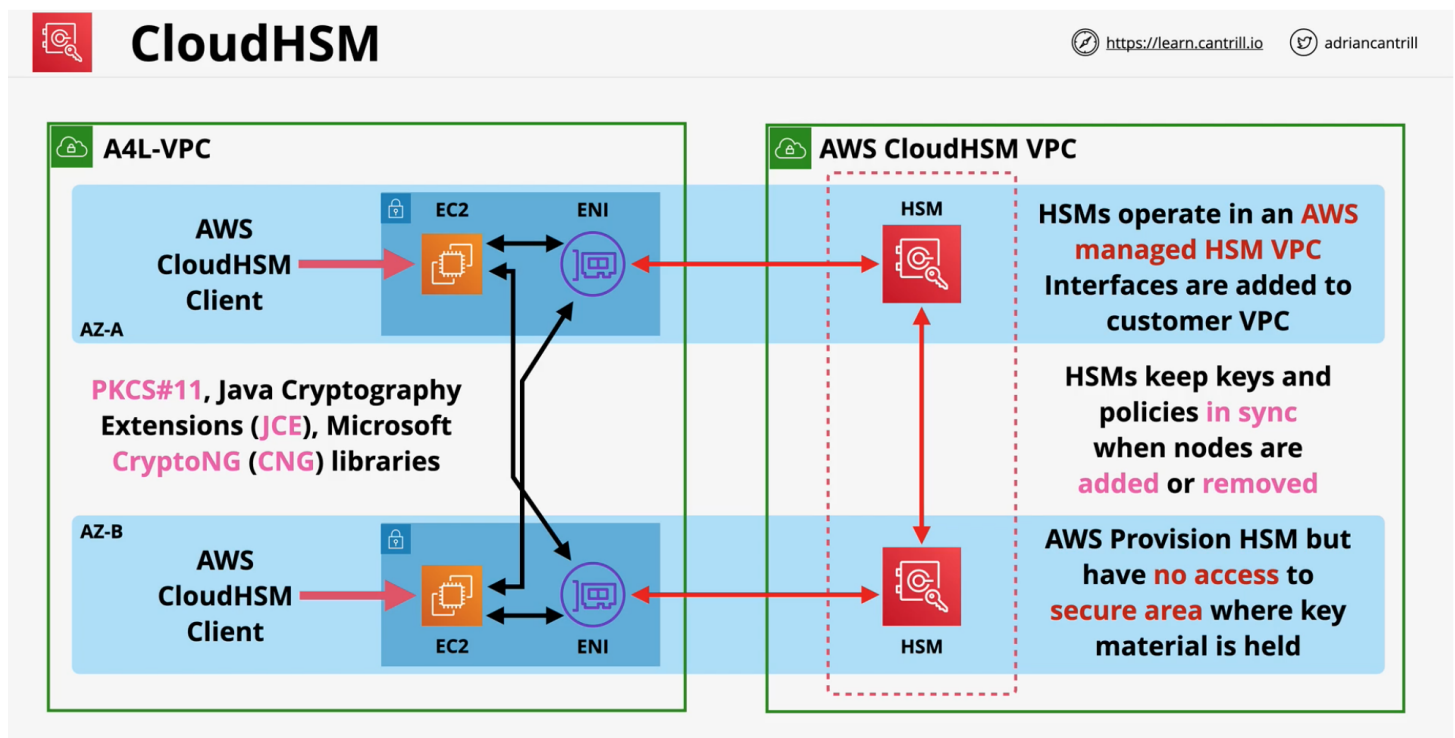 CloudHSM
https://learn.cantrill.io
adriancantrill
A4L-VPC
AWS
CloudHSM
Client
AZ-A
EC2
ENI
PKCS#11, Java Cryptography
Extensions (JCE), Microsoft
CryptoNG (CNG) libraries
AZ-B
AWS
CloudHSM
Client
EC2
ENI
AWS CloudHSM VPC
HSM
HSMs operate in an AWS
managed HSM VPC
Interfaces are added to
customer VPC
HSMs keep keys and
policies in sync
when nodes are
added or removed
HSM
AWS Provision HSM but
have no access to
secure area where key
material is held